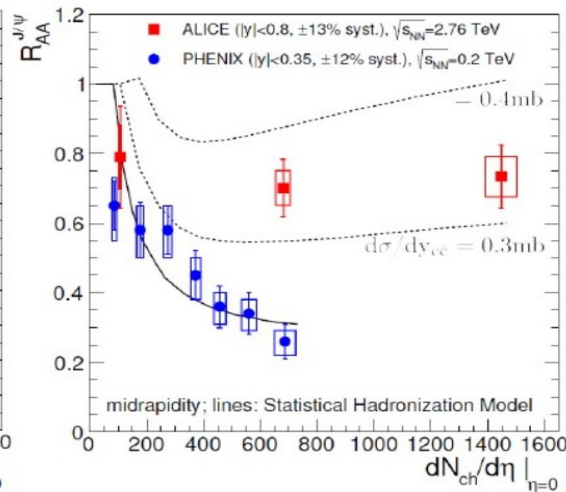 R_AA^J/ψ
ALICE (|y|<0.8, ±13% syst.), √s_NN=2.76 TeV
PHENIX (|y|<0.35, ±12% syst.), √s_NN=0.2 TeV
1.2
1
0.8
0.6
0.4
0.2
= 0.4mb
dσ/dy_cc̄ = 0.3mb
midrapidity; lines: Statistical Hadronization Model
0
0 200 400 600 800 1000 1200 1400 1600
dN_ch/dη |_η=0